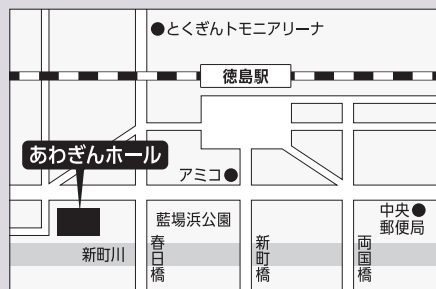 とくぎんトモニアリーナ
徳島駅
あわぎんホール
アミコ
中央
郵便局
藍場浜公園
新町川
春日橋
新町橋
両国橋